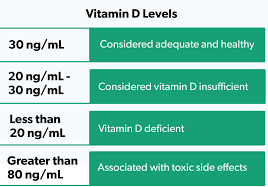 Vitamin D Levels
30 ng/mL
Considered adequate and healthy
20 ng/mL -
30 ng/mL
Considered vitamin D insufficient
Less than
20 ng/mL
Vitamin D deficient
Greater than
80 ng/mL
Associated with toxic side effects